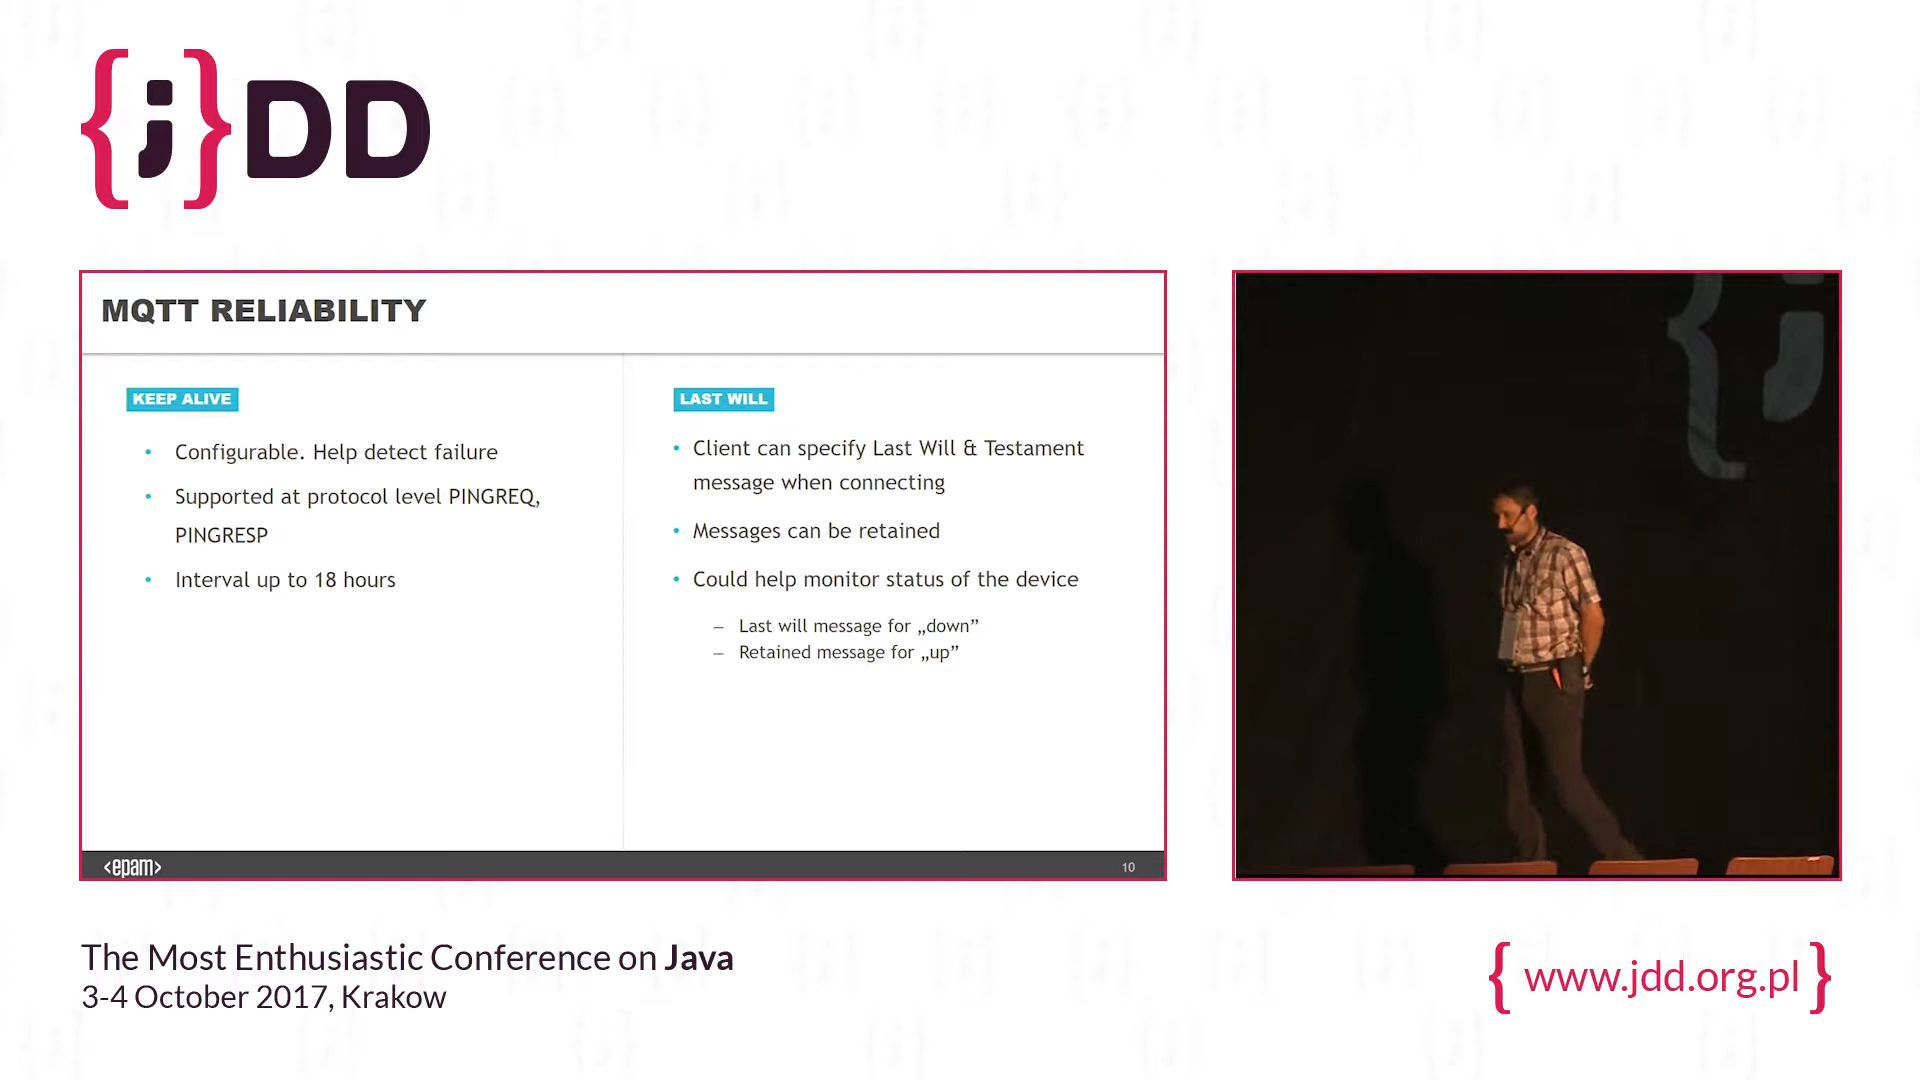 {;}DD
MQTT RELIABILITY
KEEP ALIVE
• Configurable. Help detect failure
• Supported at protocol level PINGREQ,
PINGRESP
• Interval up to 18 hours
LAST WILL
• Client can specify Last Will & Testament
message when connecting
• Messages can be retained
• Could help monitor status of the device
– Last will message for „down”
– Retained message for „up”
<epam>
10
The Most Enthusiastic Conference on Java
3-4 October 2017, Krakow
{ www.jdd.org.pl }